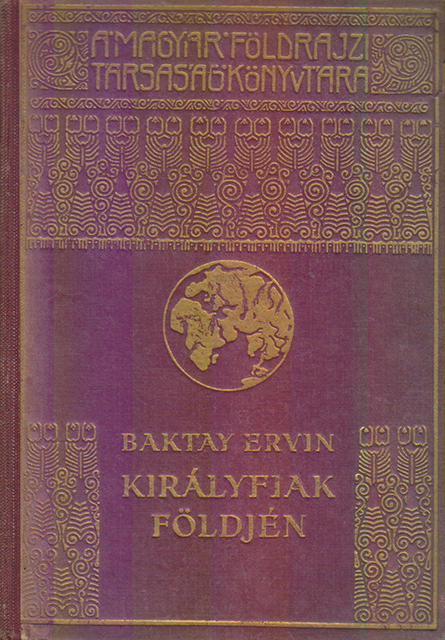 A MAGYAR FÖLDRAJZI
TÁRSASÁG KÖNYVTÁRA
BAKTAY ERVIN
KIRÁLYFIAK
FÖLDJÉN